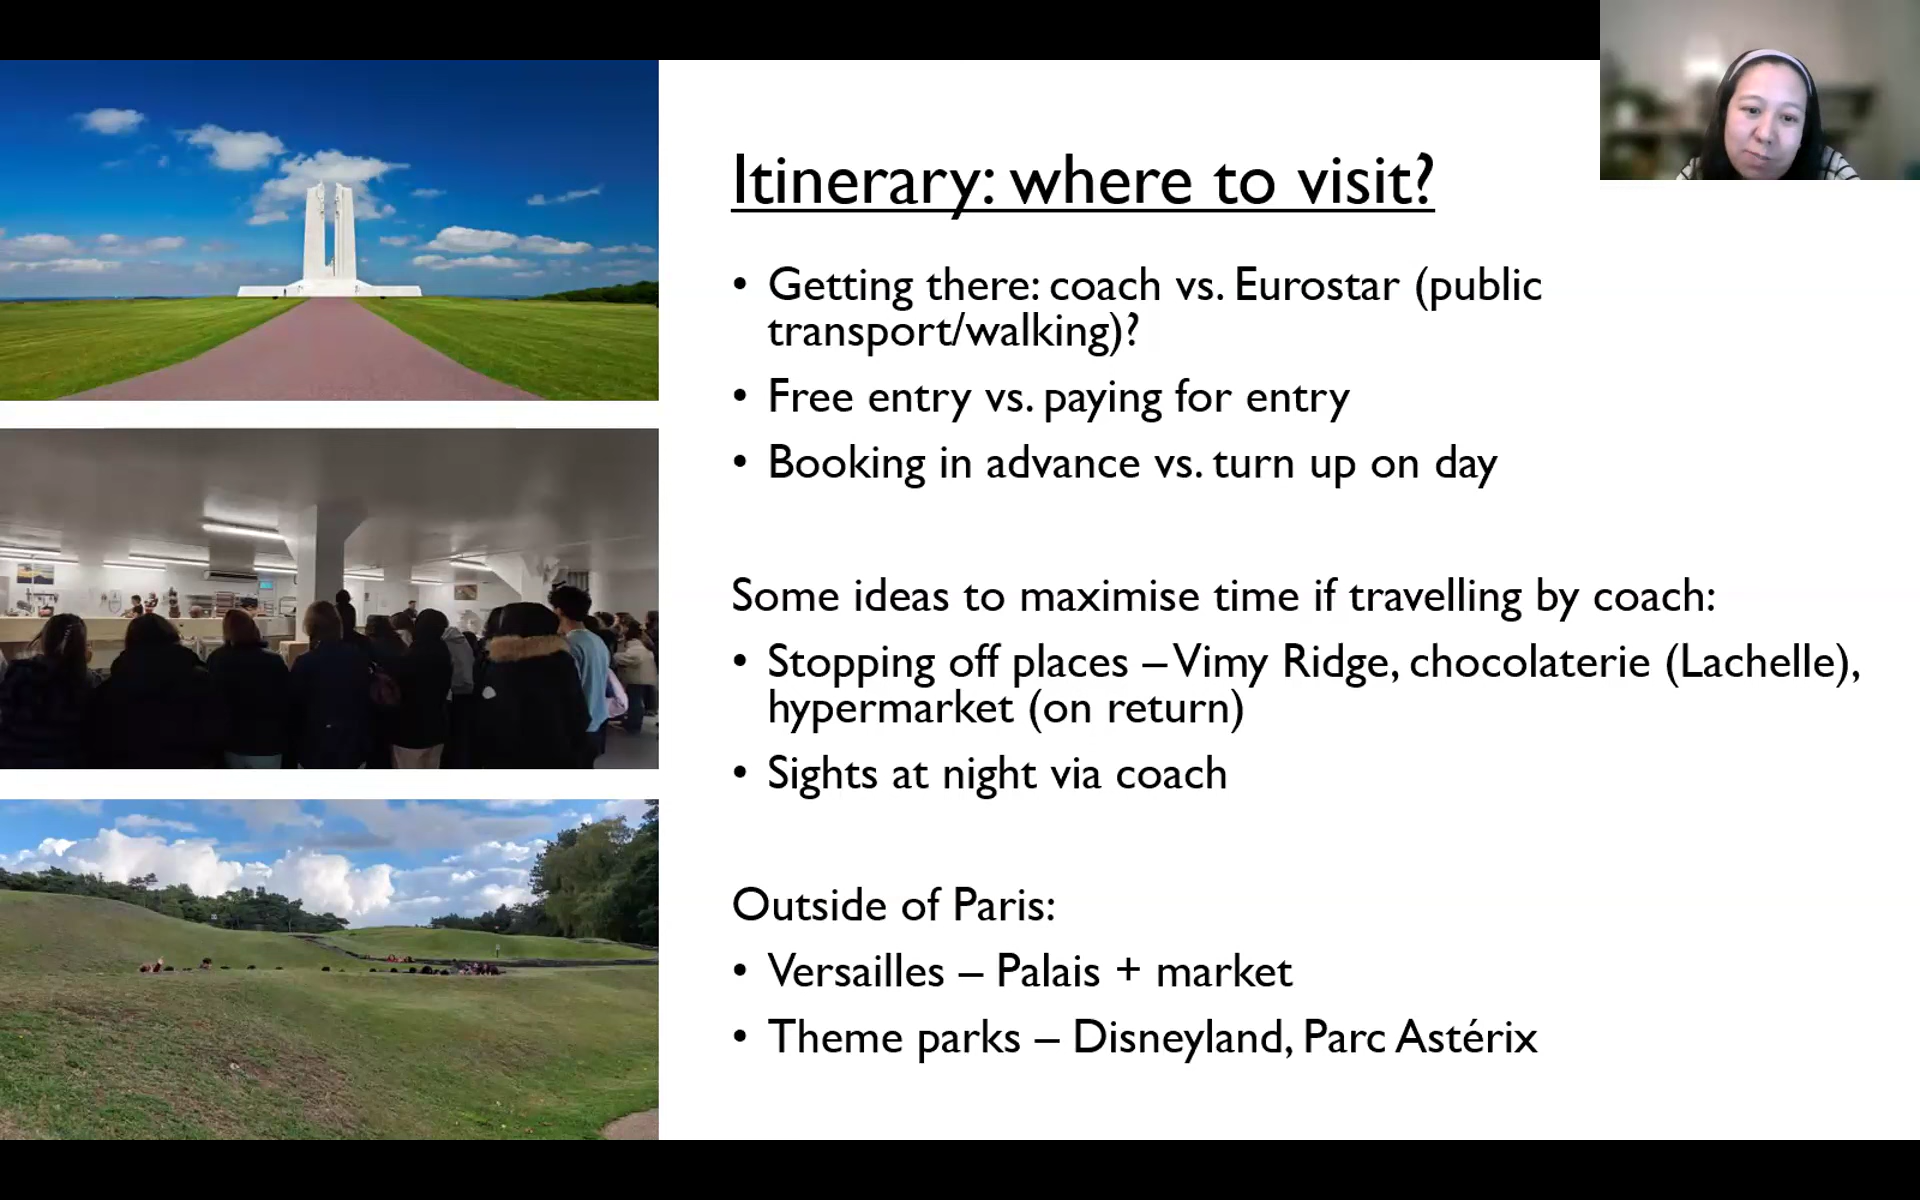 Itinerary: where to visit?
• Getting there: coach vs. Eurostar (public
transport/walking)?
• Free entry vs. paying for entry
• Booking in advance vs. turn up on day
Some ideas to maximise time if travelling by coach:
• Stopping off places – Vimy Ridge, chocolaterie (Lachelle),
hypermarket (on return)
• Sights at night via coach
Outside of Paris:
• Versailles – Palais + market
• Theme parks – Disneyland, Parc Astérix